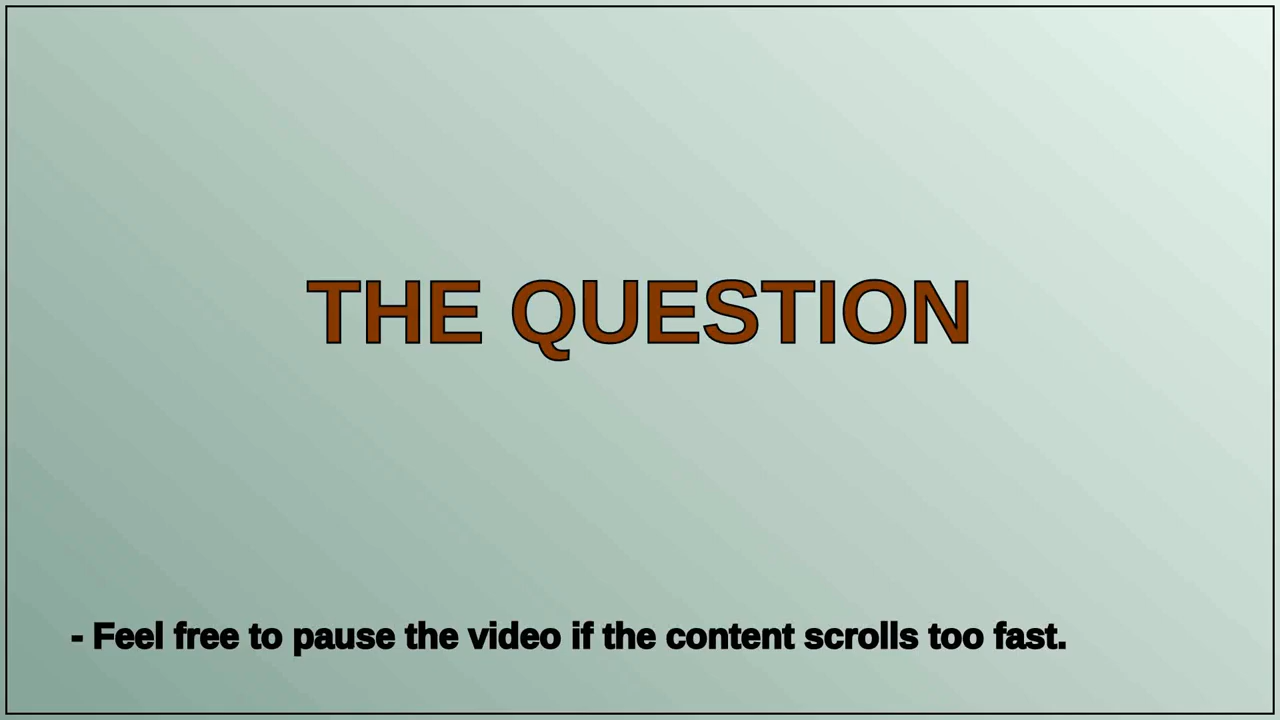 THE QUESTION
- Feel free to pause the video if the content scrolls too fast.